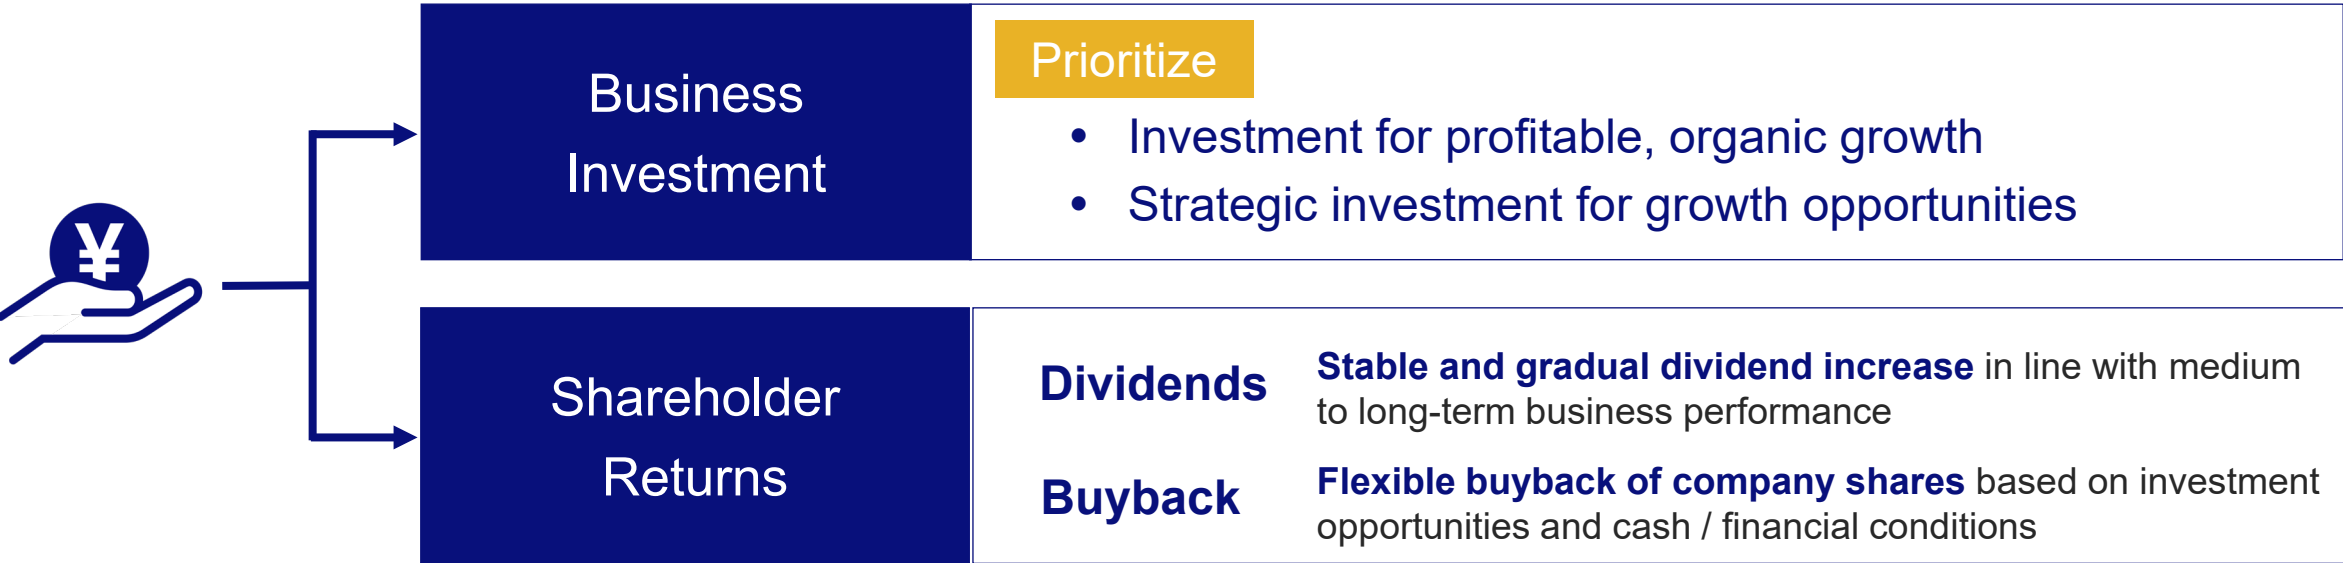 ¥
Business
Investment
Prioritize
• Investment for profitable, organic growth
• Strategic investment for growth opportunities
Shareholder
Returns
Dividends
Stable and gradual dividend increase in line with medium
to long-term business performance
Buyback
Flexible buyback of company shares based on investment
opportunities and cash / financial conditions